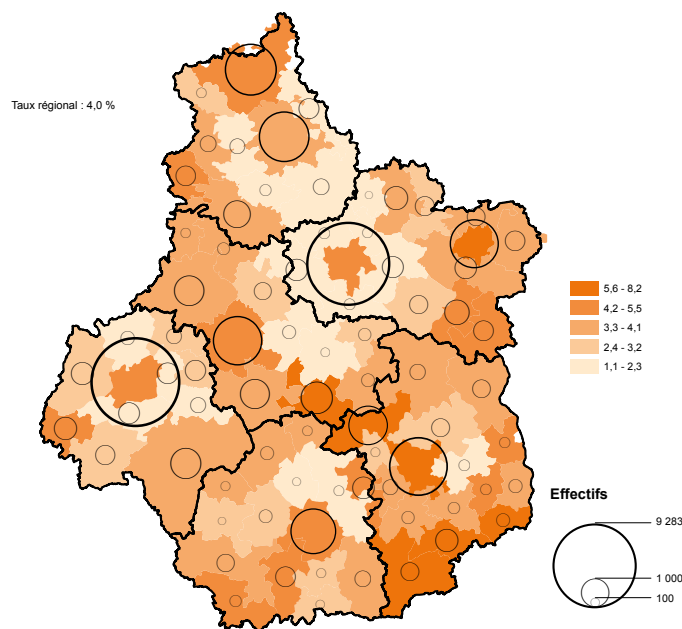 Taux régional : 4,0 %
5,6 - 8,2
4,2 - 5,5
3,3 - 4,1
2,4 - 3,2
1,1 - 2,3
Effectifs
9 283
1 000
100